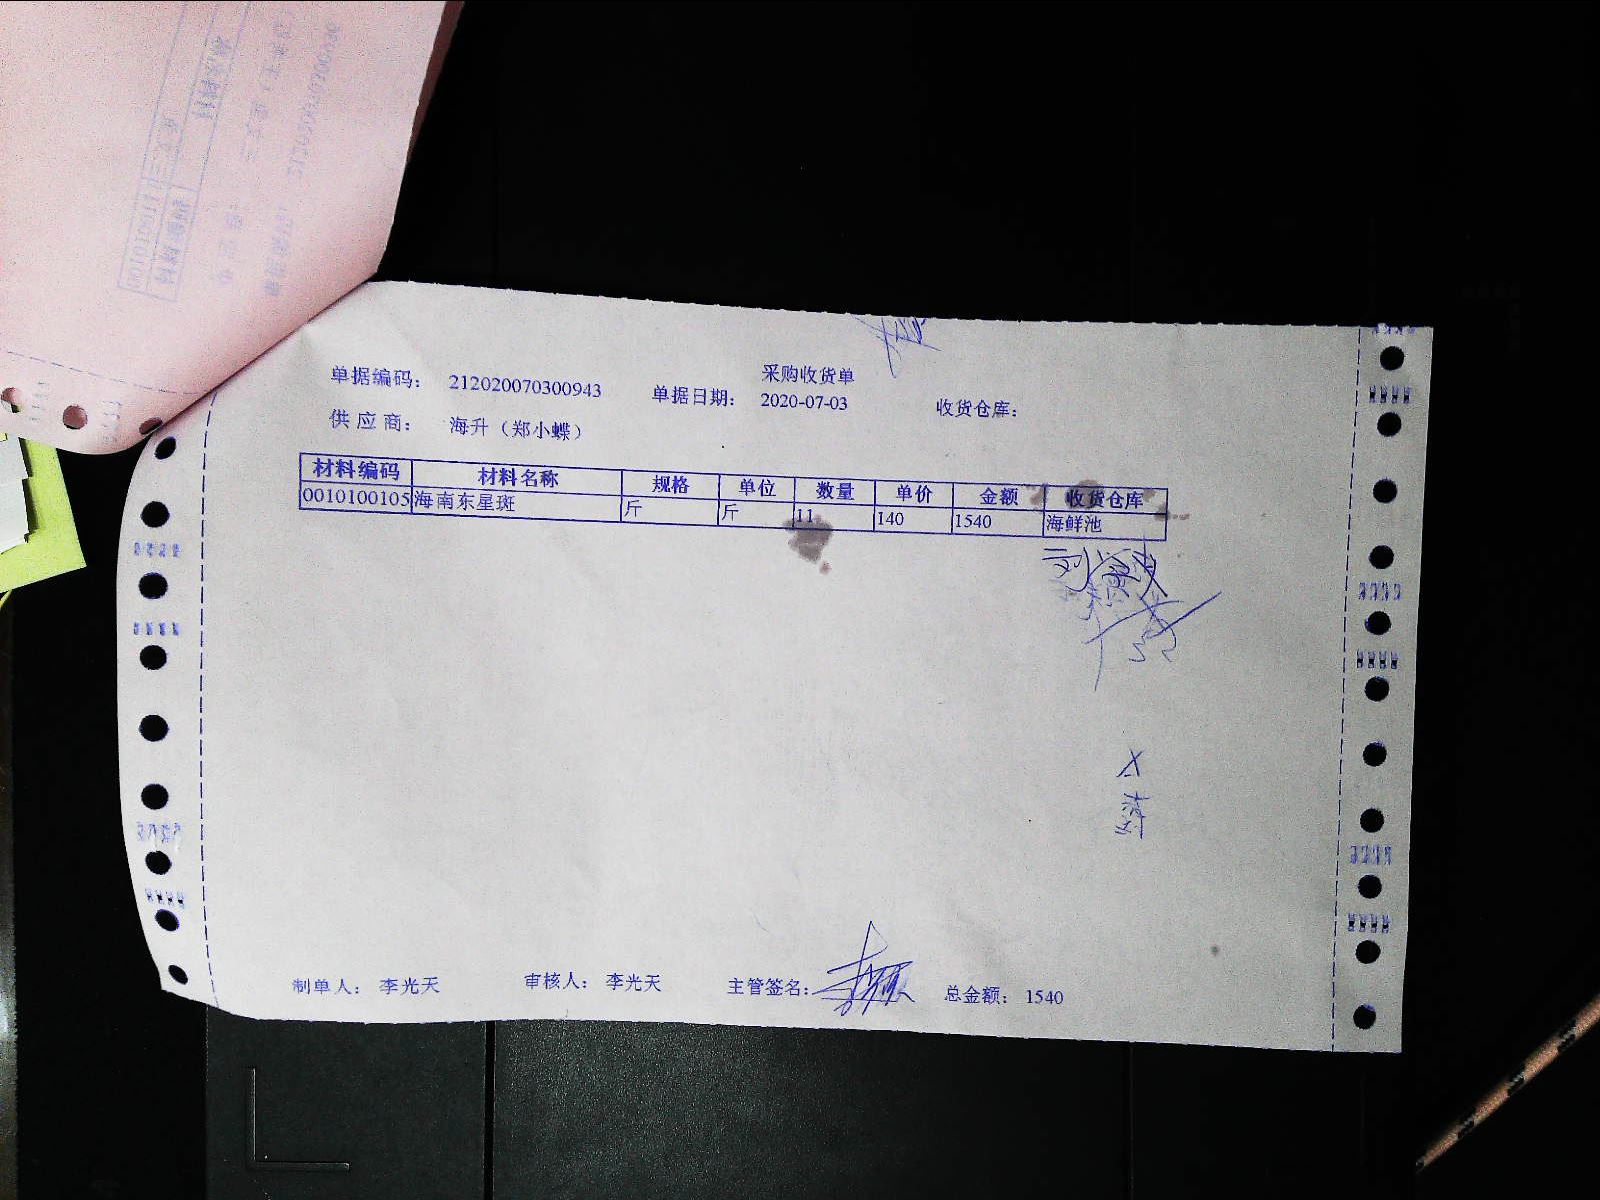 采购收货单
单据编码： 212020070300943 单据日期： 2020-07-03 收货仓库：
供应商： 海升（郑小蝶）
材料编码 材料名称 规格 单位 数量 单价 金额 收货仓库
0010100105 海南东星斑 斤 斤 11 140 1540 海鲜池
制单人： 李光天 审核人： 李光天 主管签名： 总金额： 1540